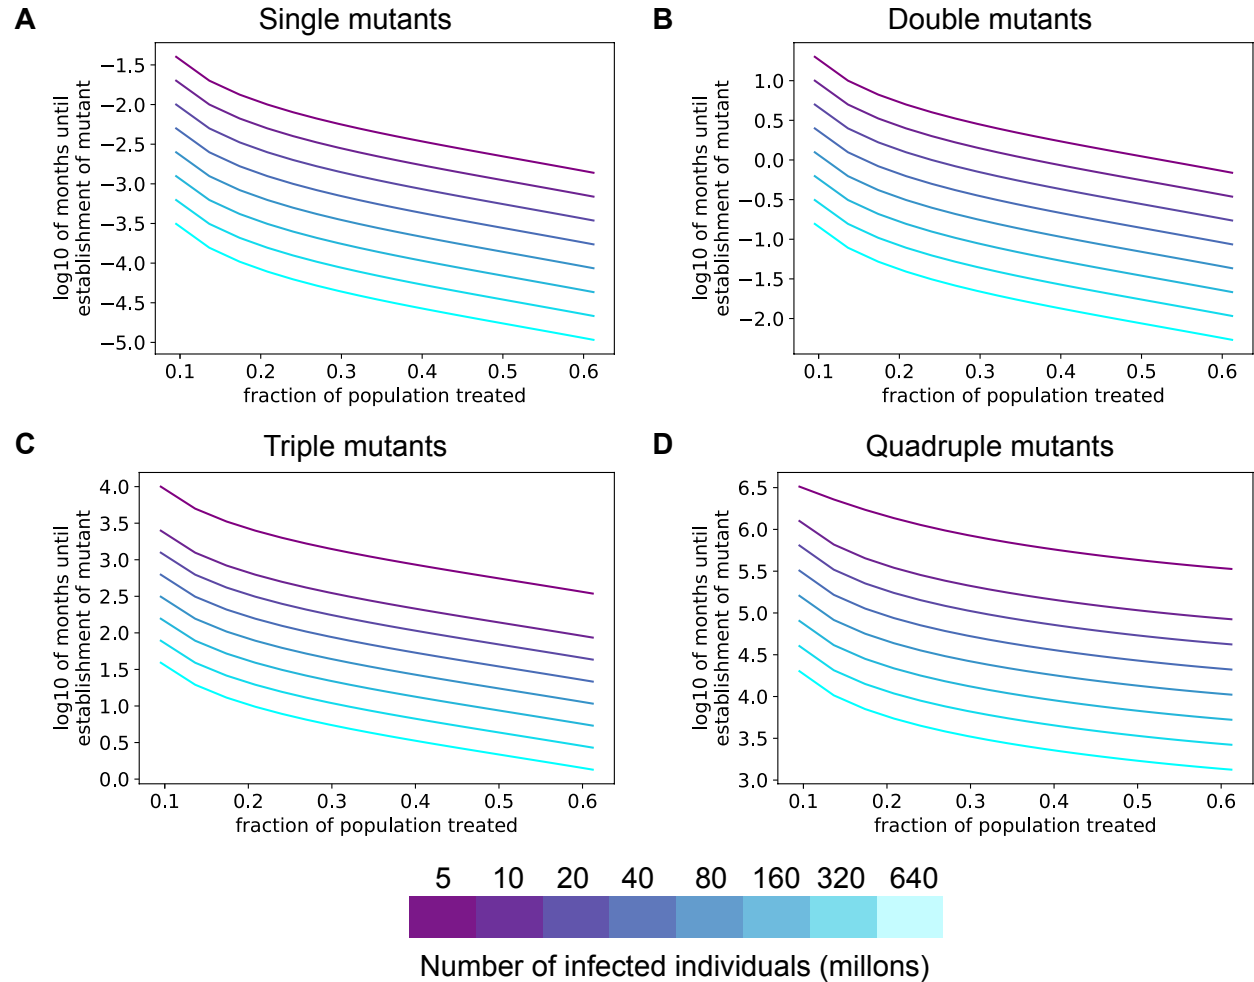 A
Single mutants
−1.5
−2.0
−2.5
−3.0
−3.5
−4.0
−4.5
−5.0
log10 of months until
establishment of mutant
0.1 0.2 0.3 0.4 0.5 0.6
fraction of population treated
B
Double mutants
1.0
0.5
0.0
−0.5
−1.0
−1.5
−2.0
log10 of months until
establishment of mutant
0.1 0.2 0.3 0.4 0.5 0.6
fraction of population treated
C
Triple mutants
4.0
3.5
3.0
2.5
2.0
1.5
1.0
0.5
0.0
log10 of months until
establishment of mutant
0.1 0.2 0.3 0.4 0.5 0.6
fraction of population treated
D
Quadruple mutants
6.5
6.0
5.5
5.0
4.5
4.0
3.5
3.0
log10 of months until
establishment of mutant
0.1 0.2 0.3 0.4 0.5 0.6
fraction of population treated
5 10 20 40 80 160 320 640
Number of infected individuals (millons)